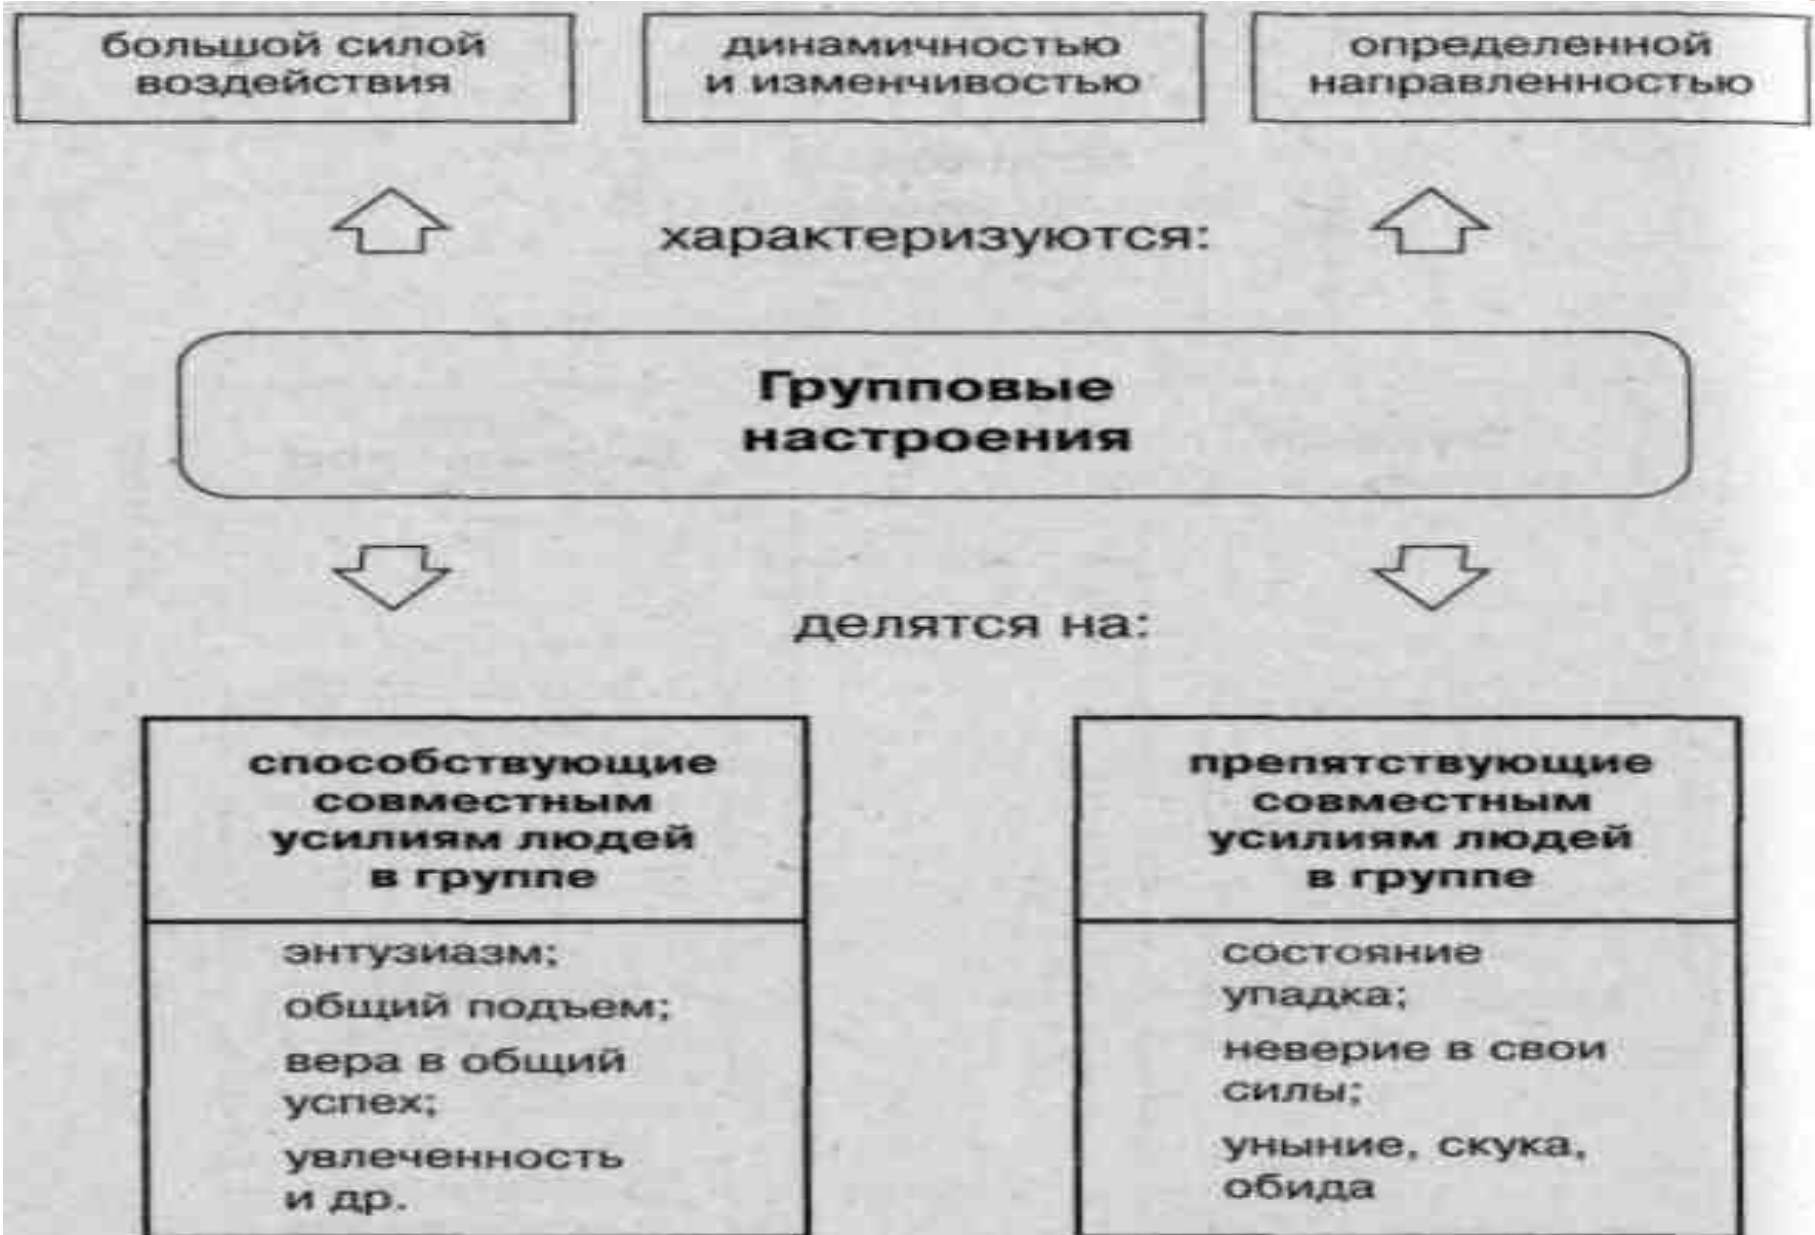 большой силой
воздействия
динамичностью
и изменчивостью
определенной
направленностью
характеризуются:
Групповые
настроения
делятся на:
способствующие
совместным
усилиям людей
в группе
энтузиазм;
общий подъем;
вера в общий
успех;
увлеченность
и др.
препятствующие
совместным
усилиям людей
в группе
состояние
упадка;
неверие в свои
силы;
уныние, скука,
обида